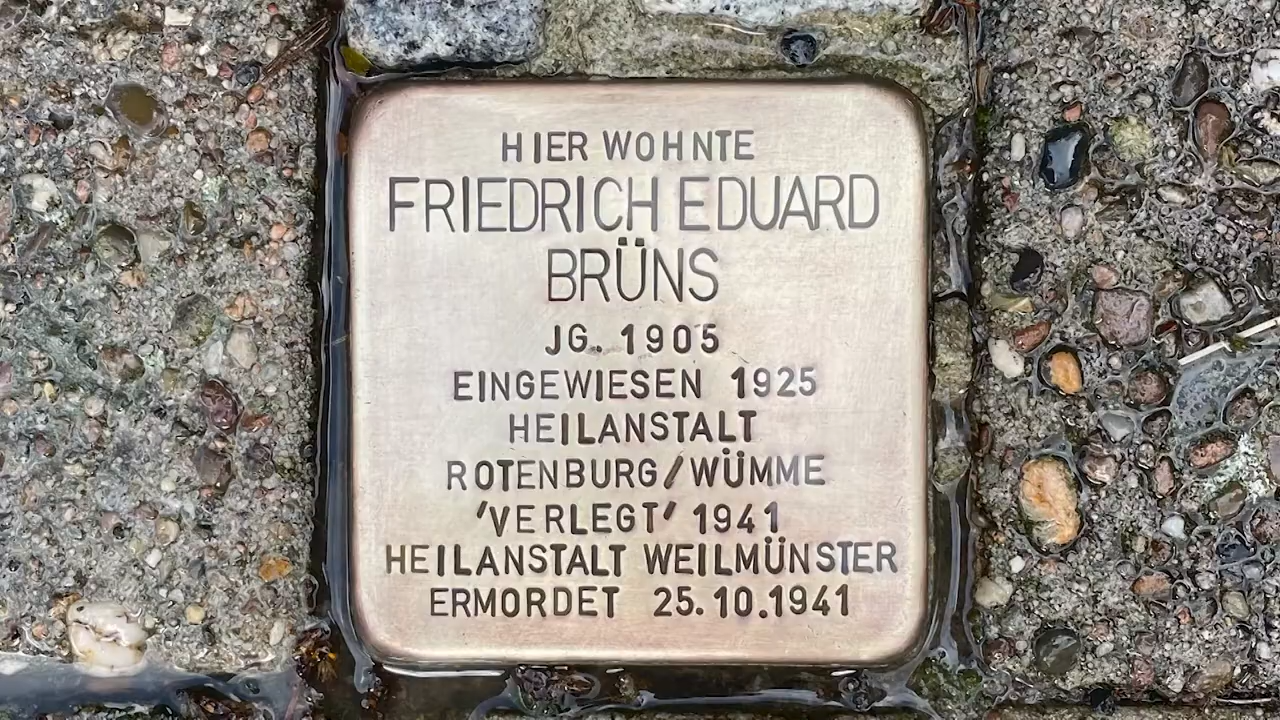 HIER WOHNTE
FRIEDRICH EDUARD
BRÜNS
JG. 1905
EINGEWIESEN 1925
HEILANSTALT
ROTENBURG/WÜMME
'VERLEGT' 1941
HEILANSTALT WEILMÜNSTER
ERMORDET 25.10.1941